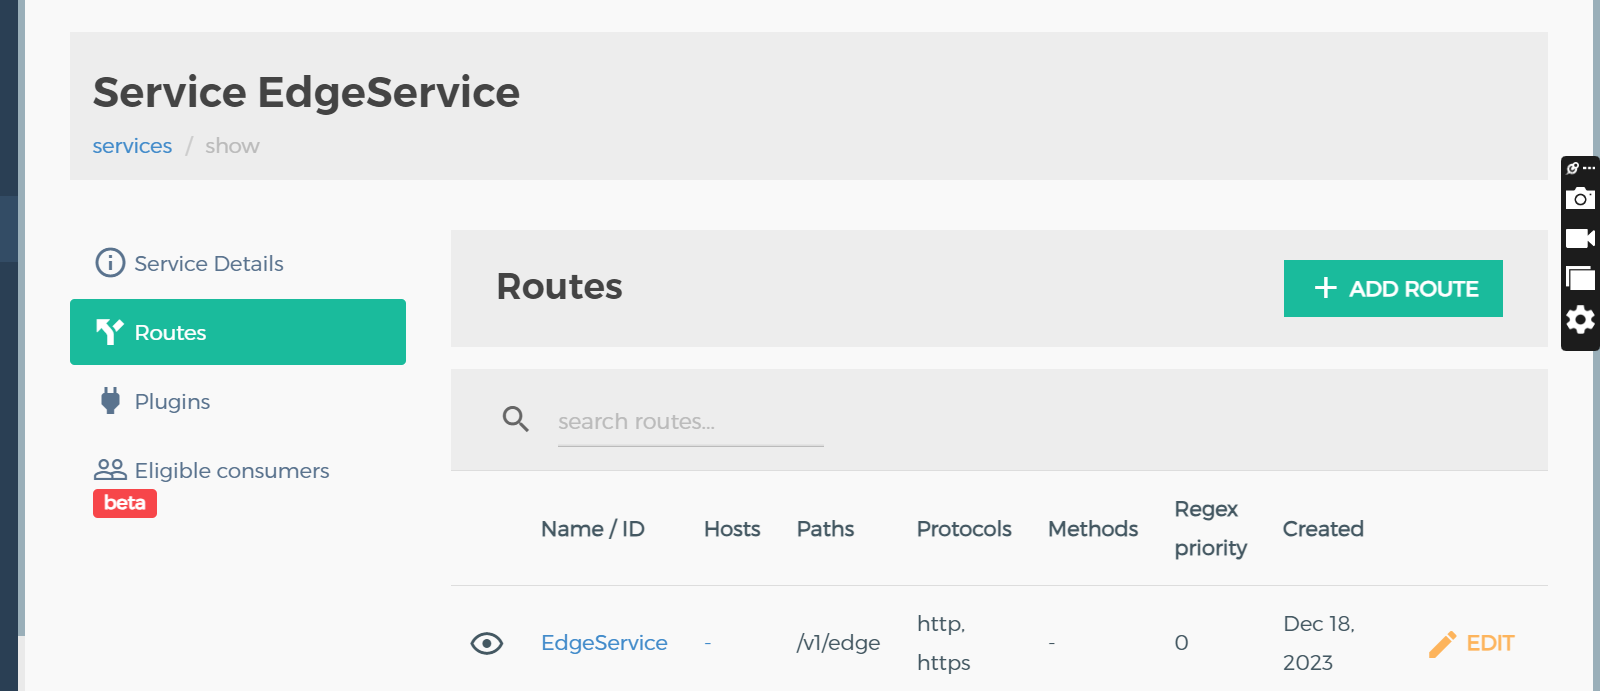 Service EdgeService
services / show
Service Details
Routes
Plugins
Eligible consumers
beta
Routes
+ ADD ROUTE
search routes...
Name / ID Hosts Paths Protocols Methods Regex priority Created
EdgeService - /v1/edge http, https - 0 Dec 18, 2023 EDIT